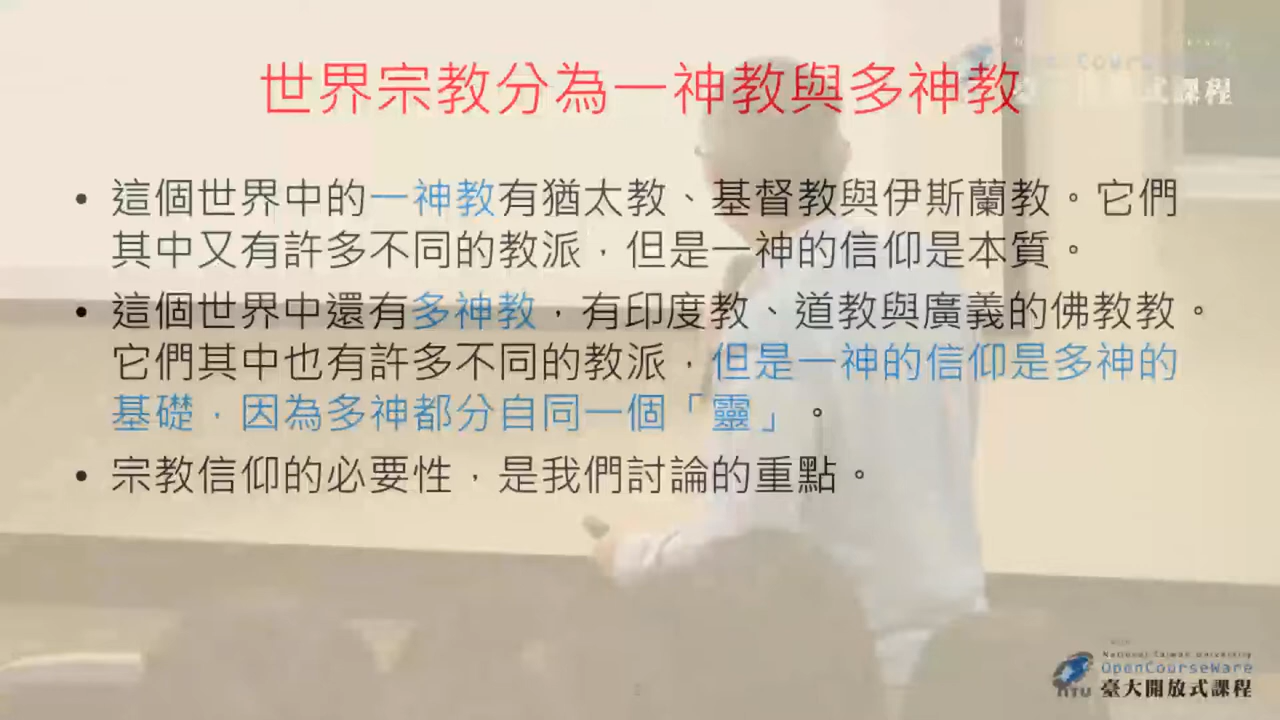 世界宗教分為一神教與多神教
• 這個世界中的一神教有猶太教、基督教與伊斯蘭教。它們
其中又有許多不同的教派，但是一神的信仰是本質。
• 這個世界中還有多神教，有印度教、道教與廣義的佛教教。
它們其中也有許多不同的教派，但是一神的信仰是多神的
基礎，因為多神都分自同一個「靈」。
• 宗教信仰的必要性，是我們討論的重點。
National Taiwan University
OpenCourseWare
NTU 臺大開放式課程